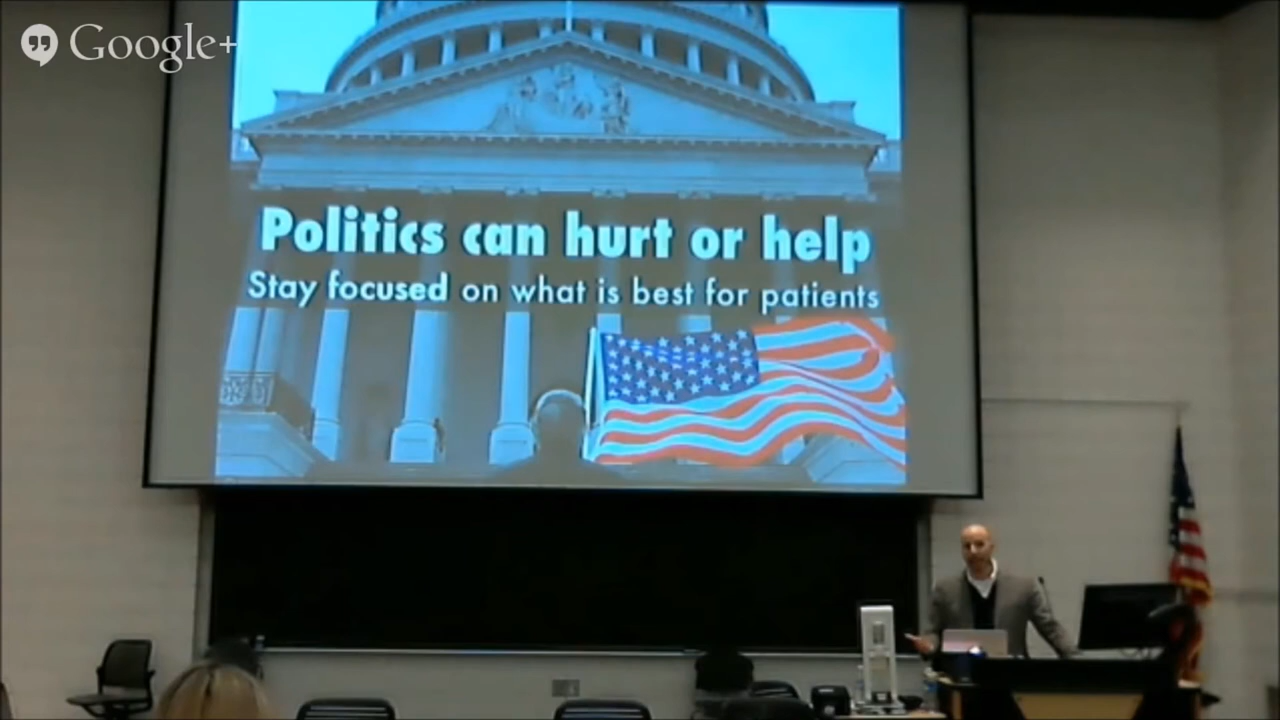 Google+
Politics can hurt or help
Stay focused on what is best for patients